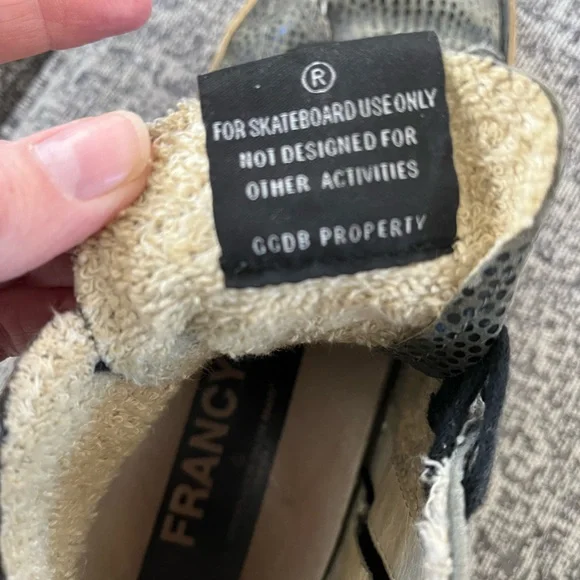 ®
FOR SKATEBOARD USE ONLY
NOT DESIGNED FOR
OTHER ACTIVITIES
GGDB PROPERTY
FRANCY